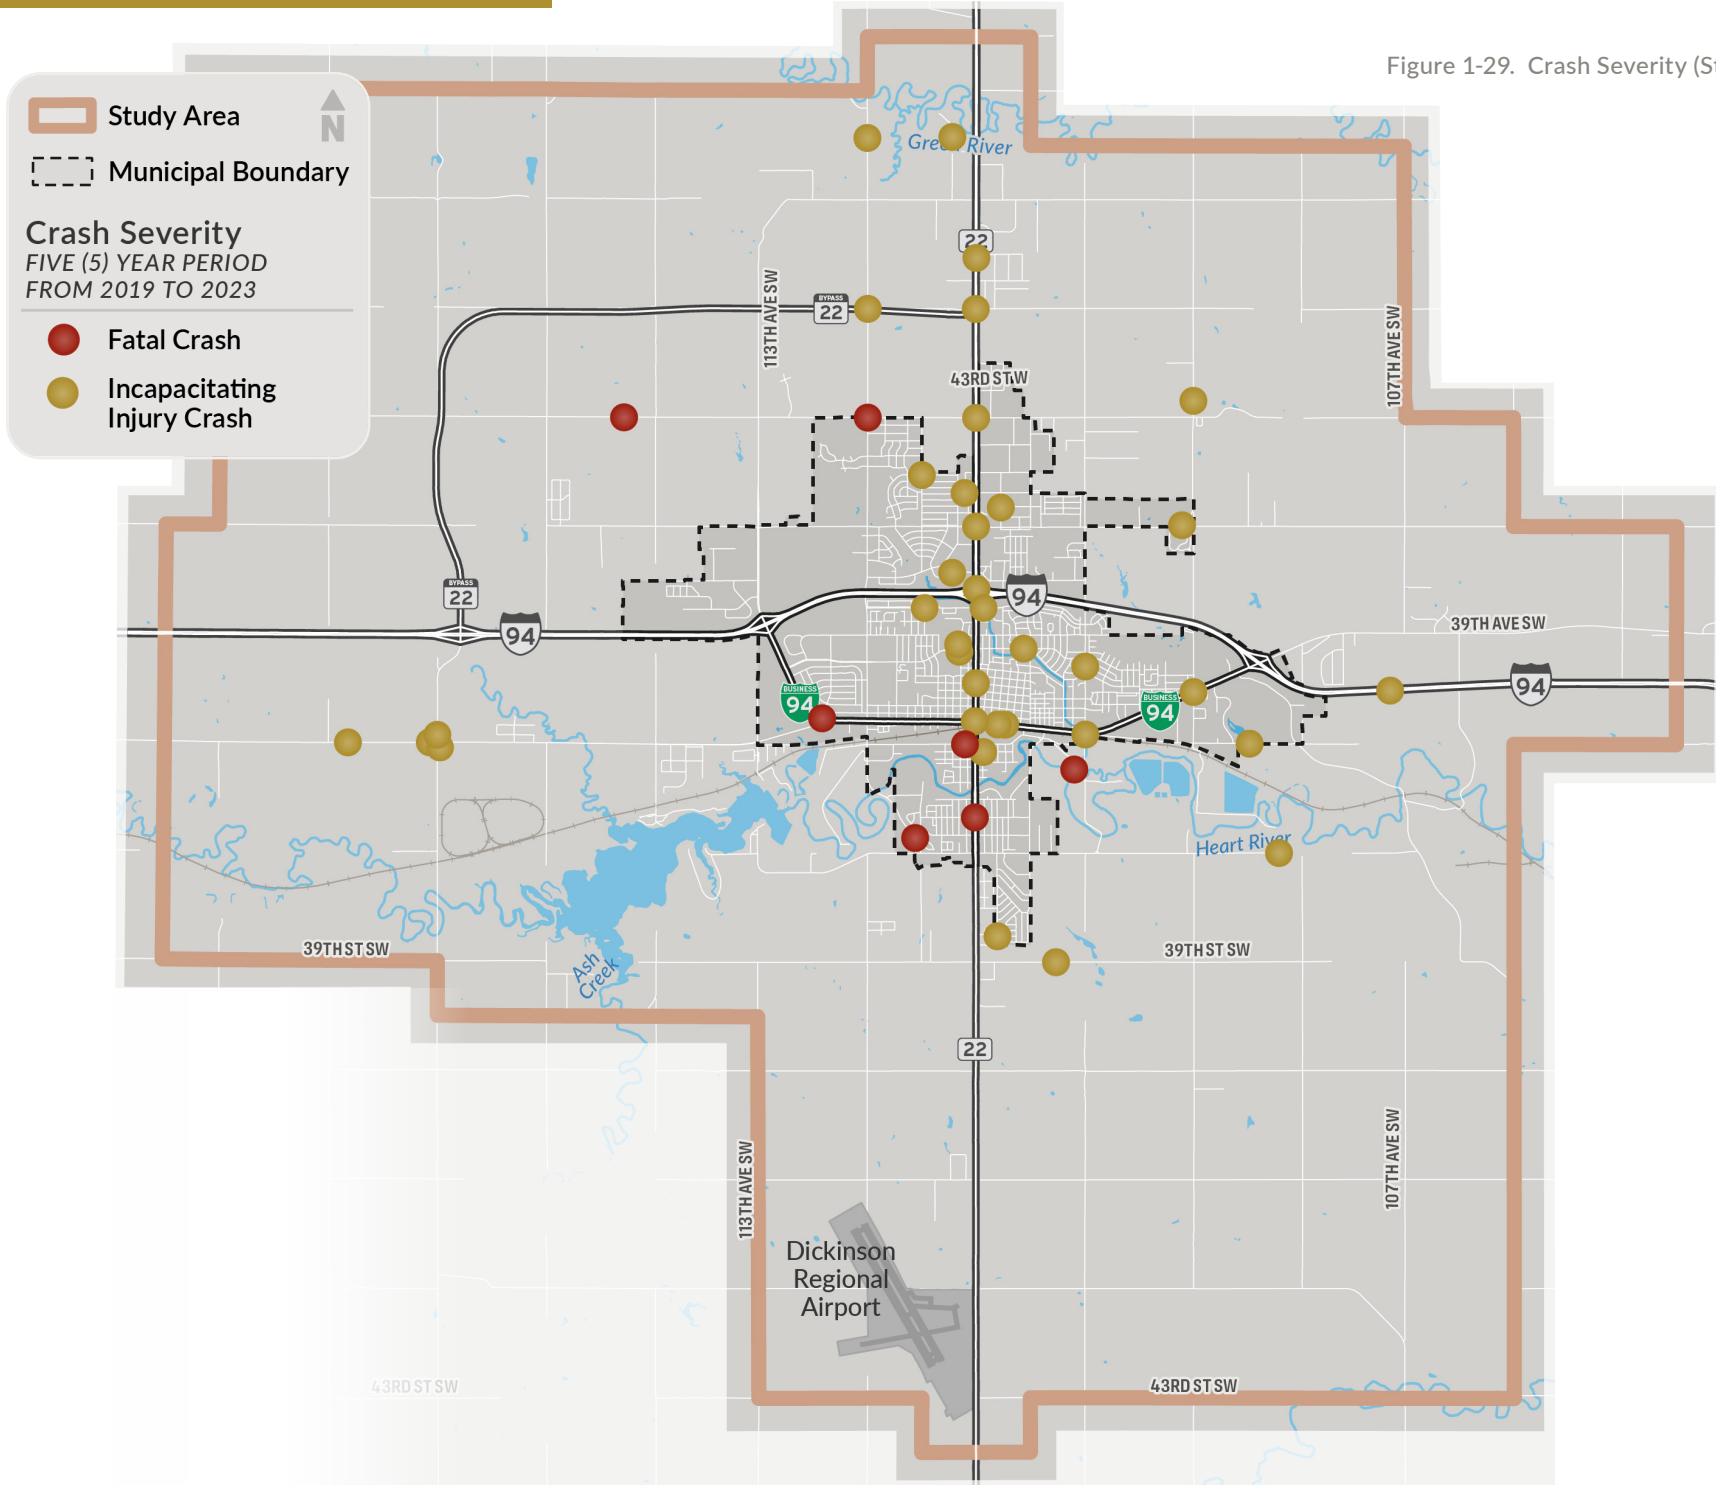 Figure 1-29. Crash Severity (St
Study Area
N
Municipal Boundary
Crash Severity
FIVE (5) YEAR PERIOD
FROM 2019 TO 2023
Fatal Crash
Incapacitating
Injury Crash
Green River
22
113TH AVE SW
BYPASS
22
107TH AVE SW
43RD ST W
BYPASS
22
94
94
39TH AVE SW
94
BUSINESS
94
BUSINESS
94
Heart River
39TH ST SW
39TH ST SW
Ash
Creek
22
113TH AVE SW
107TH AVE SW
Dickinson
Regional
Airport
43RD ST SW
43RD ST SW